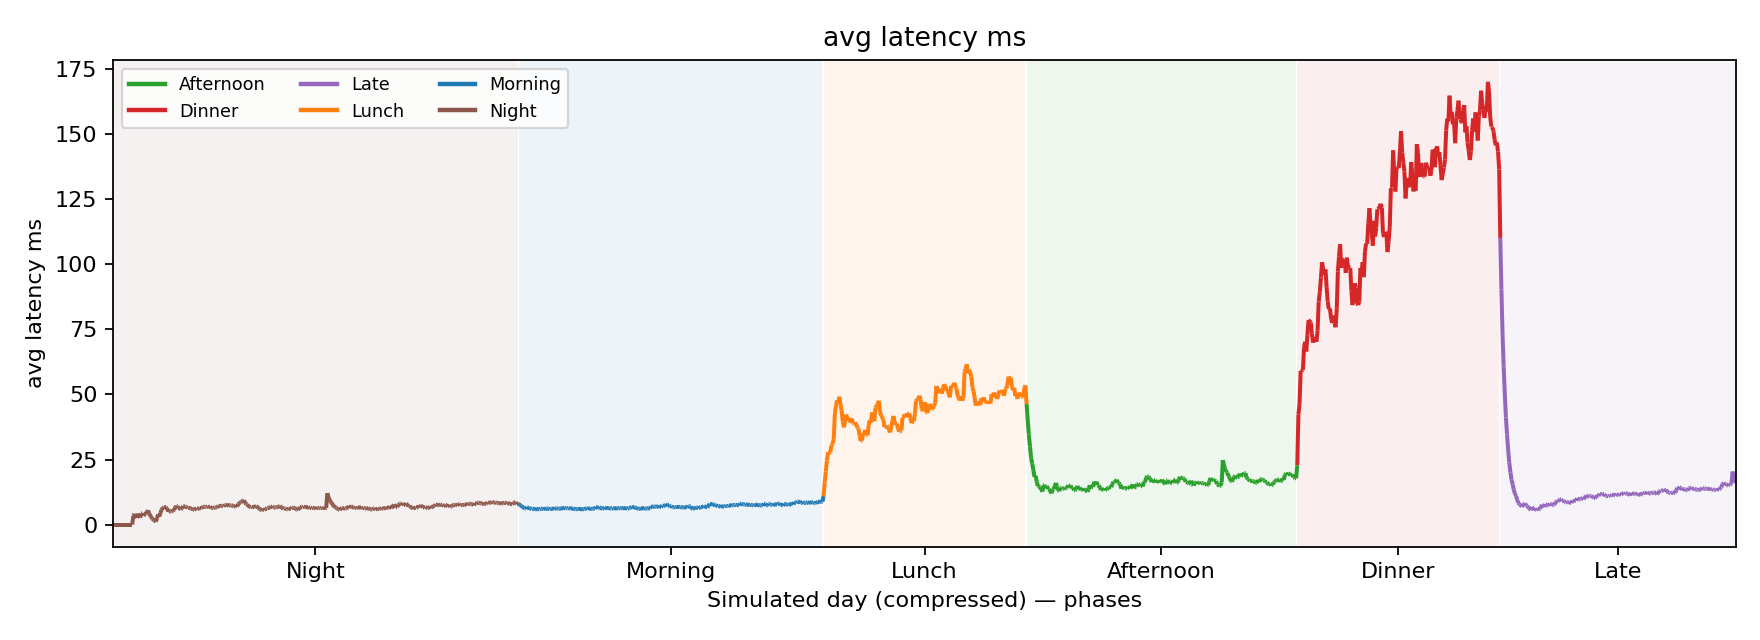 avg latency ms
Afternoon Late Morning
Dinner Lunch Night
avg latency ms
175
150
125
100
75
50
25
0
Night Morning Lunch Afternoon Dinner Late
Simulated day (compressed) — phases